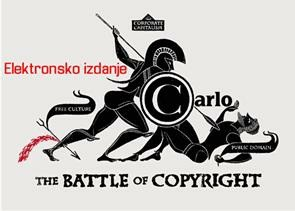 CORPORATE
CAPITALISM
Elektronsko izdanje
Carlo
FREE CULTURE
PUBLIC DOMAIN
THE BATTLE OF COPYRIGHT